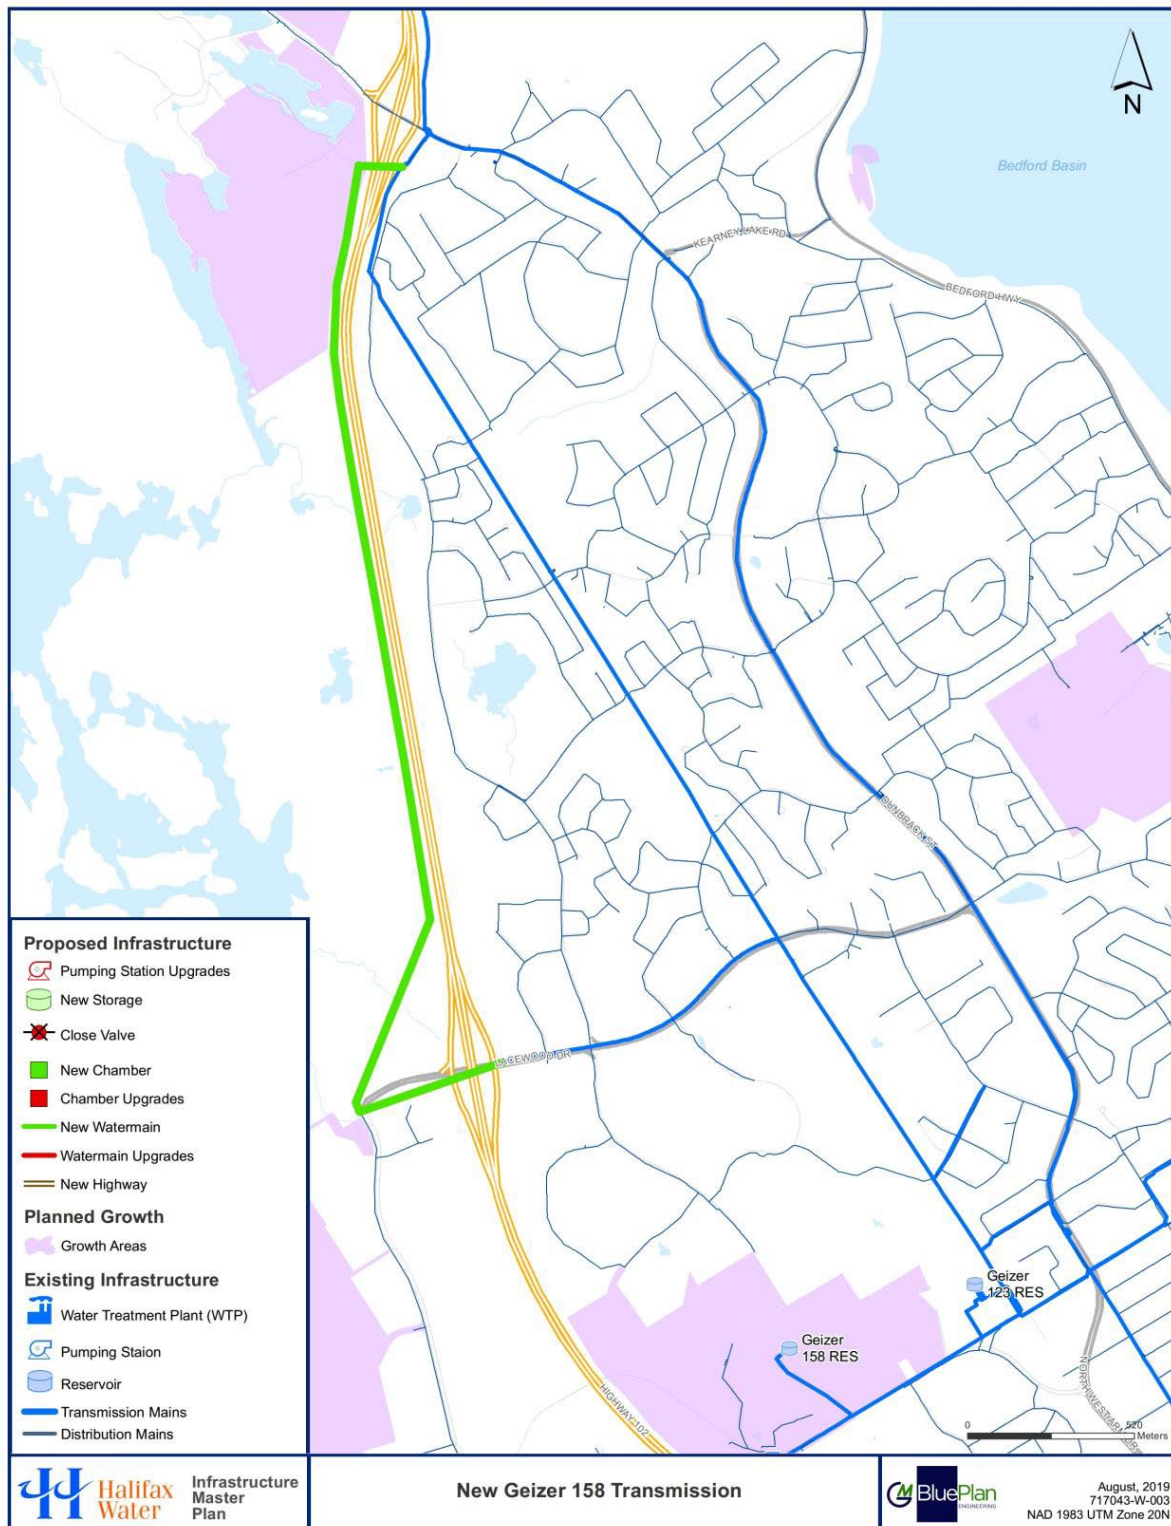 N
Bedford Basin
KEARNEY LAKE RD
BEDFORD HWY
DUNBRACK ST
LACEWOOD DR
Geizer
123 RES
Geizer
158 RES
HIGHWAY 102
NORTH WEST ARM DR
0
520
Meters
Proposed Infrastructure
Pumping Station Upgrades
New Storage
Close Valve
New Chamber
Chamber Upgrades
New Watermain
Watermain Upgrades
New Highway
Planned Growth
Growth Areas
Existing Infrastructure
Water Treatment Plant (WTP)
Pumping Staion
Reservoir
Transmission Mains
Distribution Mains
Halifax
Water
Infrastructure
Master
Plan
New Geizer 158 Transmission
GM BluePlan
ENGINEERING
August, 2019
717043-W-003
NAD 1983 UTM Zone 20N